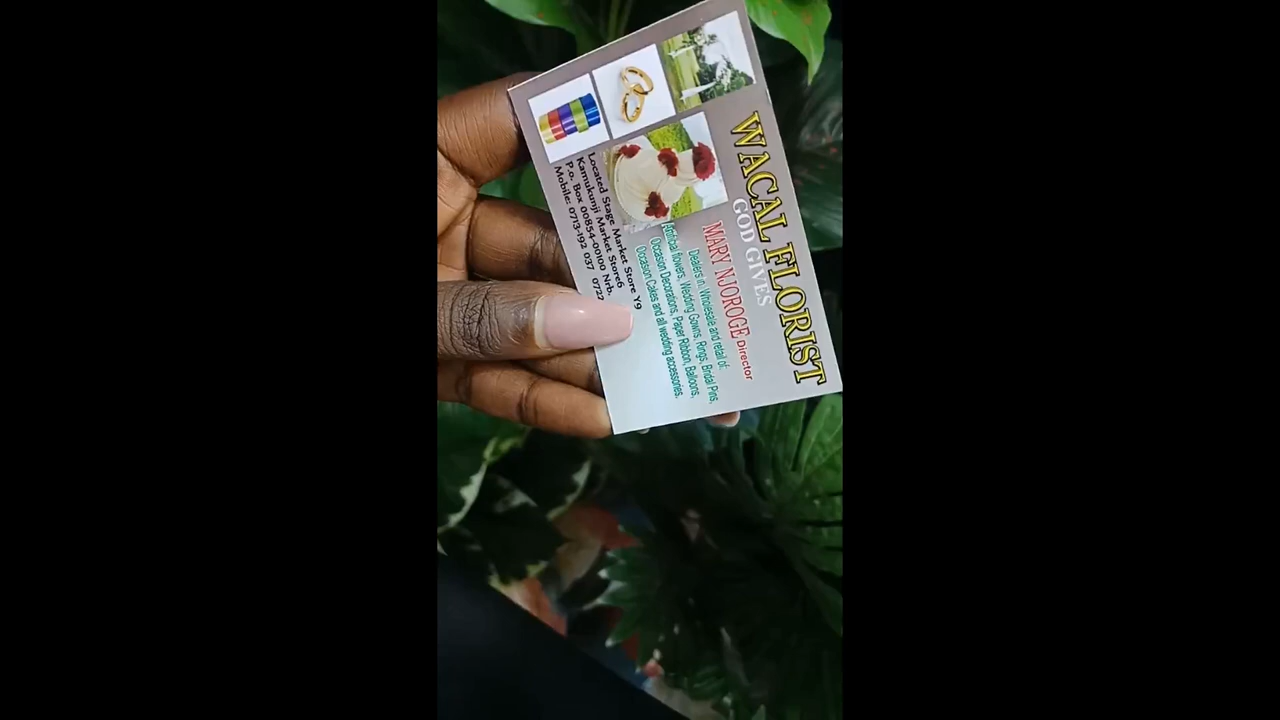 WACAL FLORIST
GOD GIVES
MARY NJOROGE Director
Dealers in: Wholesale and retail of:
Artificial flowers, Wedding Gowns, Rings, Bridal Pins,
Occasion Decorations, Paper Ribbon, Balloons,
Occasion Cakes and all wedding accessories.
Located Stage Market Store Y9
Kamukunji Market Store6
P.o. Box 00854-00100 Nrb.
Mobile: 0713-192 037 0722